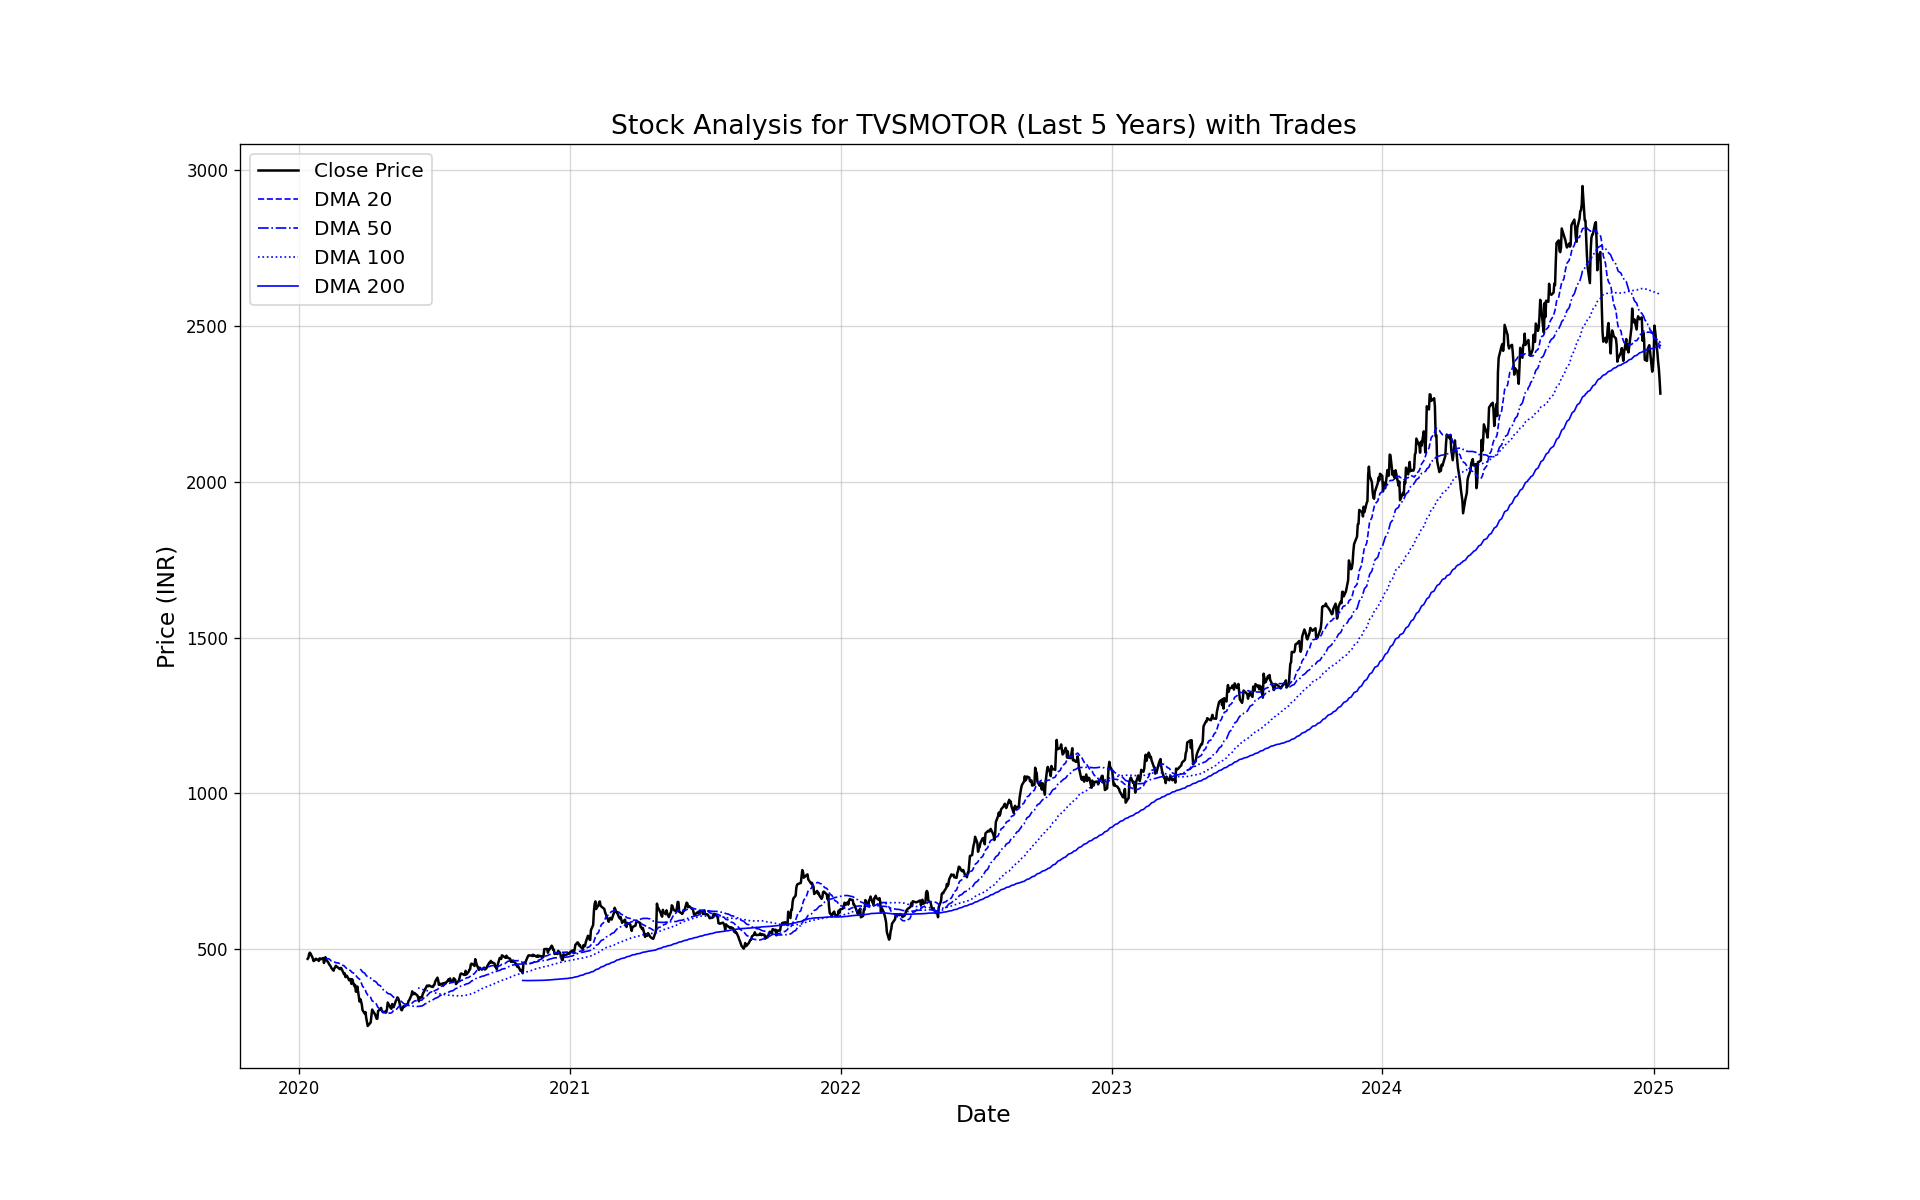 Stock Analysis for TVSMOTOR (Last 5 Years) with Trades
Close Price
DMA 20
DMA 50
DMA 100
DMA 200
3000
2500
2000
1500
1000
500
Price (INR)
2020 2021 2022 2023 2024 2025
Date